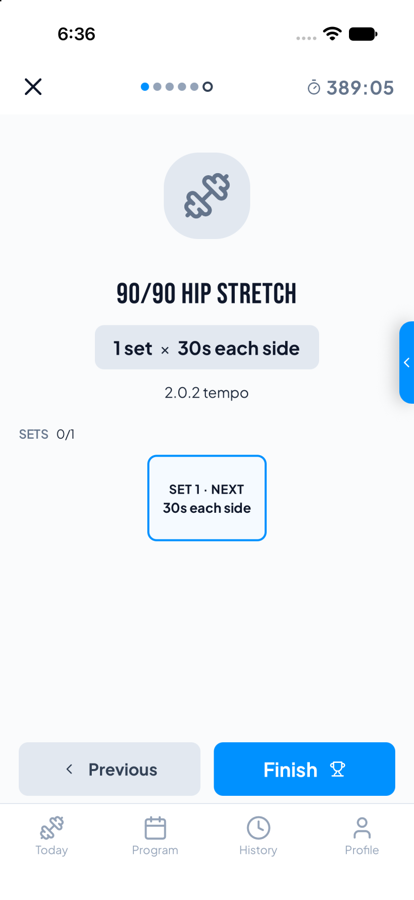 6:36
389:05
90/90 HIP STRETCH
1 set × 30s each side
2.0.2 tempo
SETS 0/1
SET 1 · NEXT
30s each side
Previous
Finish
Today
Program
History
Profile